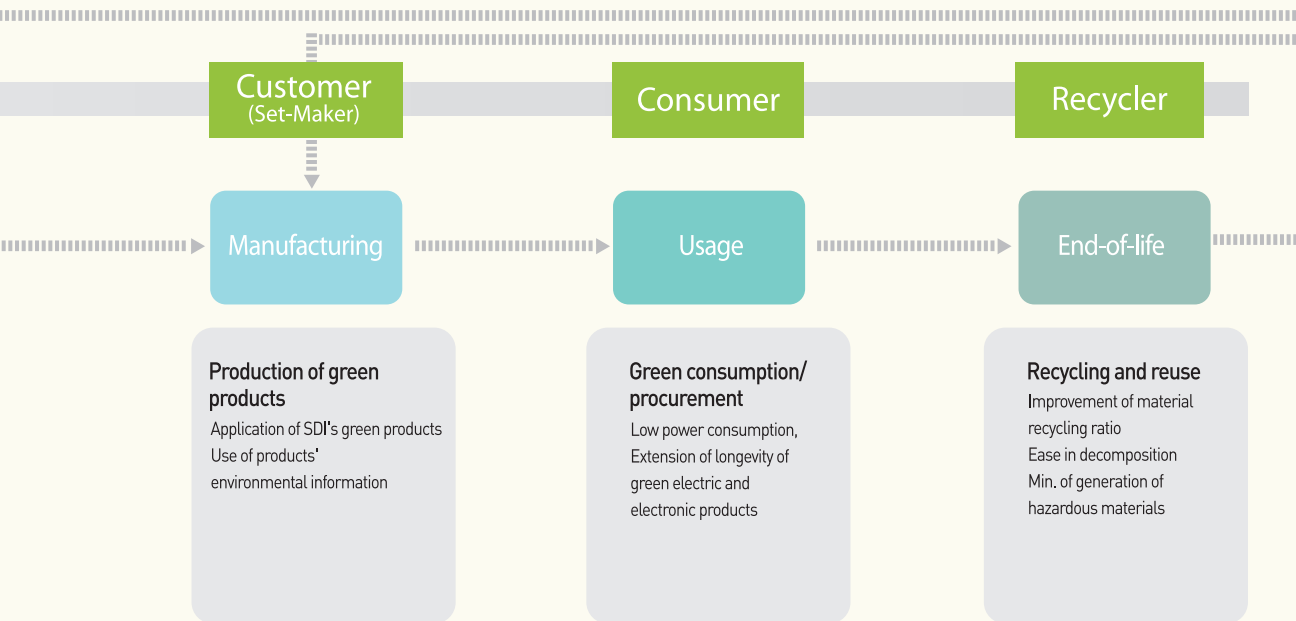 Customer
(Set-Maker)
Consumer
Recycler
Manufacturing
Usage
End-of-life
Production of green
products
Application of SDI's green products
Use of products'
environmental information
Green consumption/
procurement
Low power consumption,
Extension of longevity of
green electric and
electronic products
Recycling and reuse
Improvement of material
recycling ratio
Ease in decomposition
Min. of generation of
hazardous materials